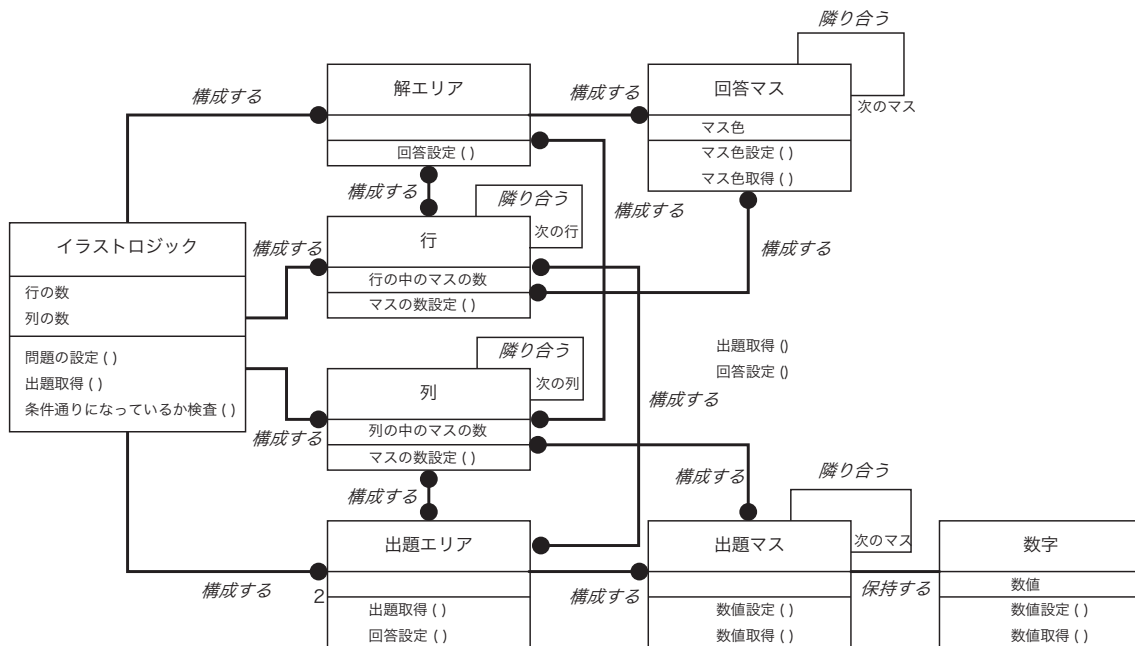 隣り合う
解エリア
回答マス
構成する
構成する
次のマス
マス色
回答設定 ( )
マス色設定 ( )
マス色取得 ( )
構成する
隣り合う
構成する
イラストロジック
構成する
行
次の行
構成する
行の中のマスの数
行の数
マスの数設定 ( )
列の数
隣り合う
出題取得 ()
問題の設定 ( )
回答設定 ()
出題取得 ( )
列
次の列
構成する
条件通りになっているか検査 ( )
列の中のマスの数
構成する
マスの数設定 ( )
構成する
隣り合う
構成する
出題エリア
出題マス
次のマス
数字
構成する
2
構成する
保持する
数値
出題取得 ( )
数値設定 ( )
数値設定 ( )
回答設定 ( )
数値取得 ( )
数値取得 ( )